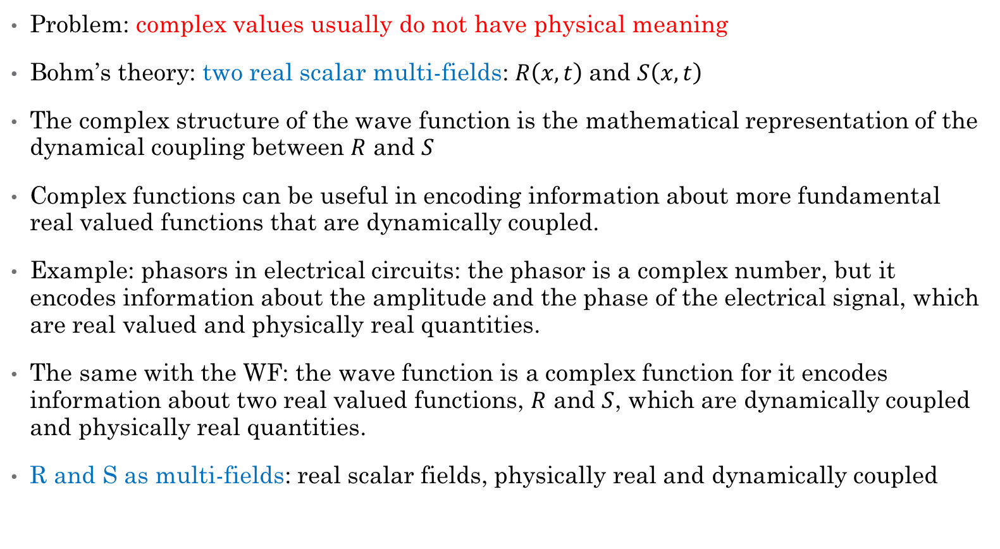 • Problem: complex values usually do not have physical meaning
• Bohm’s theory: two real scalar multi-fields: R(x, t) and S(x, t)
• The complex structure of the wave function is the mathematical representation of the
dynamical coupling between R and S
• Complex functions can be useful in encoding information about more fundamental
real valued functions that are dynamically coupled.
• Example: phasors in electrical circuits: the phasor is a complex number, but it
encodes information about the amplitude and the phase of the electrical signal, which
are real valued and physically real quantities.
• The same with the WF: the wave function is a complex function for it encodes
information about two real valued functions, R and S, which are dynamically coupled
and physically real quantities.
• R and S as multi-fields: real scalar fields, physically real and dynamically coupled